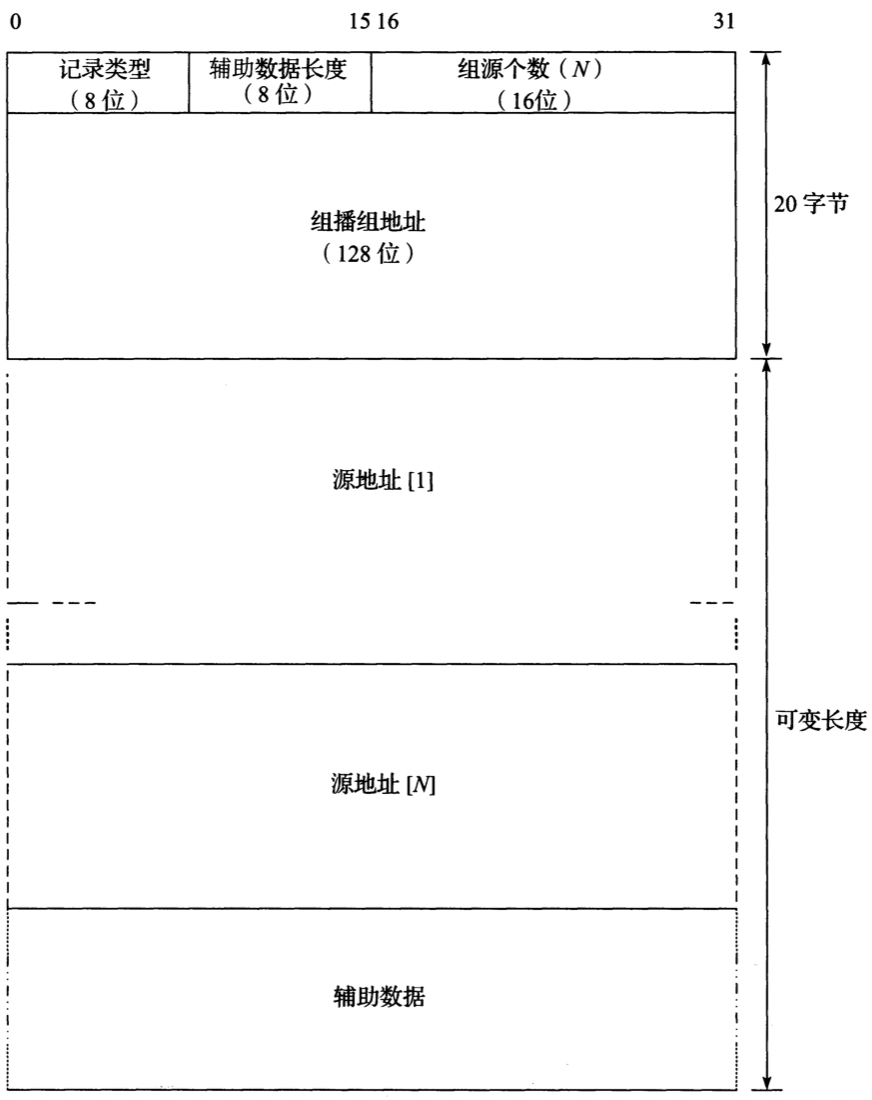 0 15 16 31
记录类型
（8 位）
辅助数据长度
（8 位）
组源个数（N）
（16位）
组播组地址
（128 位）
20 字节
源地址 [1]
源地址 [N]
可变长度
辅助数据